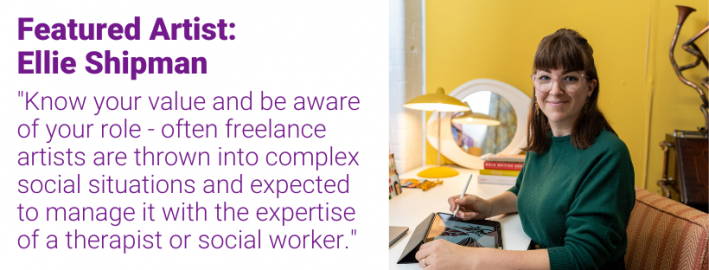 Featured Artist:
Ellie Shipman
"Know your value and be aware
of your role - often freelance
artists are thrown into complex
social situations and expected
to manage it with the expertise
of a therapist or social worker."